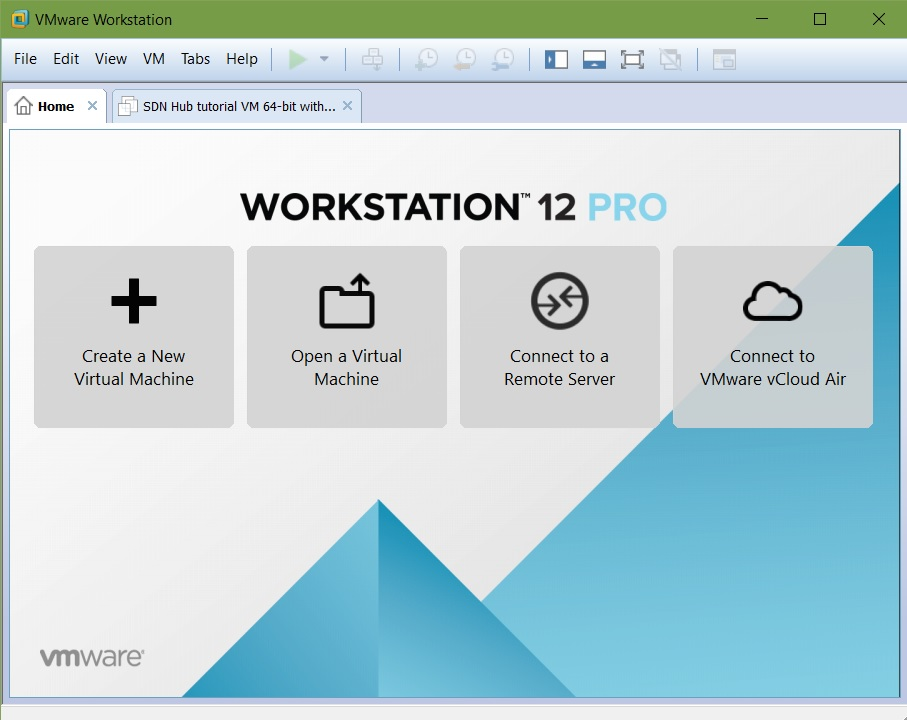 VMware Workstation
File Edit View VM Tabs Help
Home
SDN Hub tutorial VM 64-bit with...
WORKSTATION™ 12 PRO
Create a New
Virtual Machine
Open a Virtual
Machine
Connect to a
Remote Server
Connect to
VMware vCloud Air
vmware®